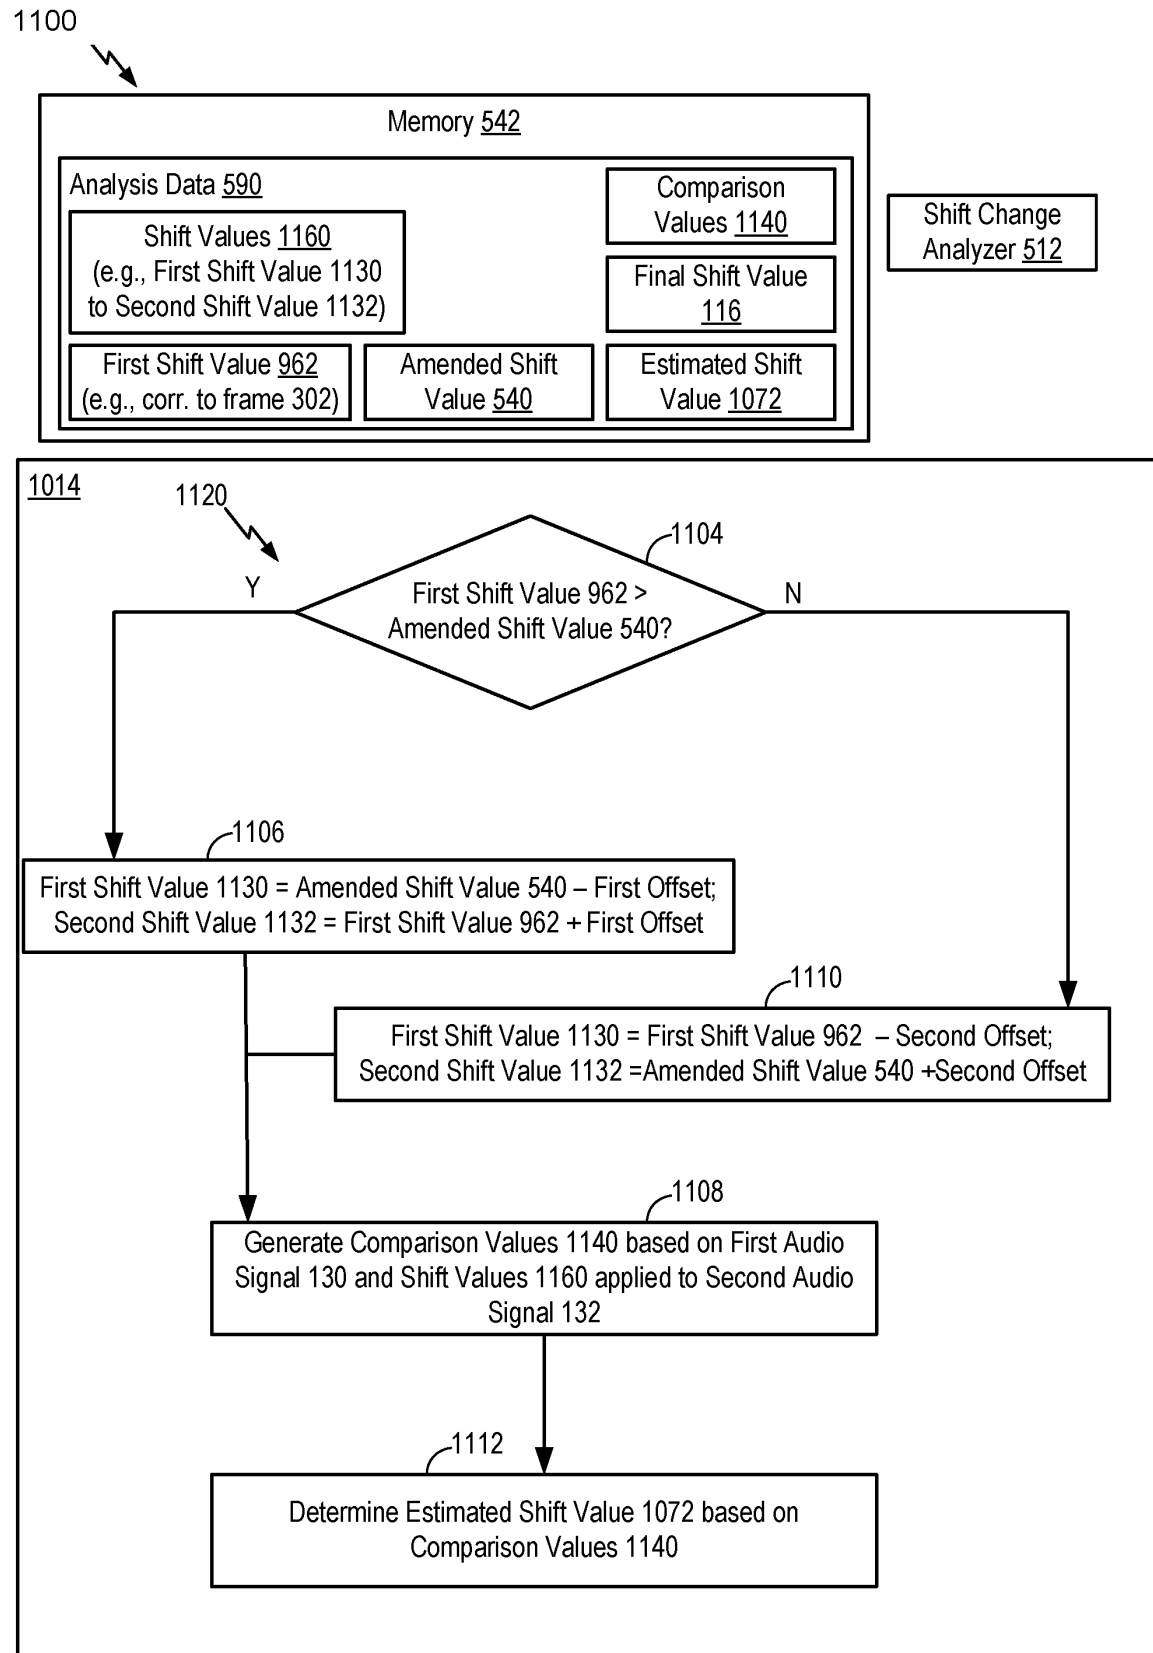 1100
Memory 542
Analysis Data 590
Shift Values 1160
(e.g., First Shift Value 1130
to Second Shift Value 1132)
Comparison
Values 1140
Final Shift Value
116
First Shift Value 962
(e.g., corr. to frame 302)
Amended Shift
Value 540
Estimated Shift
Value 1072
Shift Change
Analyzer 512
1014
1120
1104
Y
N
First Shift Value 962 >
Amended Shift Value 540?
1106
First Shift Value 1130 = Amended Shift Value 540 – First Offset;
Second Shift Value 1132 = First Shift Value 962 + First Offset
1110
First Shift Value 1130 = First Shift Value 962 – Second Offset;
Second Shift Value 1132 =Amended Shift Value 540 +Second Offset
1108
Generate Comparison Values 1140 based on First Audio
Signal 130 and Shift Values 1160 applied to Second Audio
Signal 132
1112
Determine Estimated Shift Value 1072 based on
Comparison Values 1140